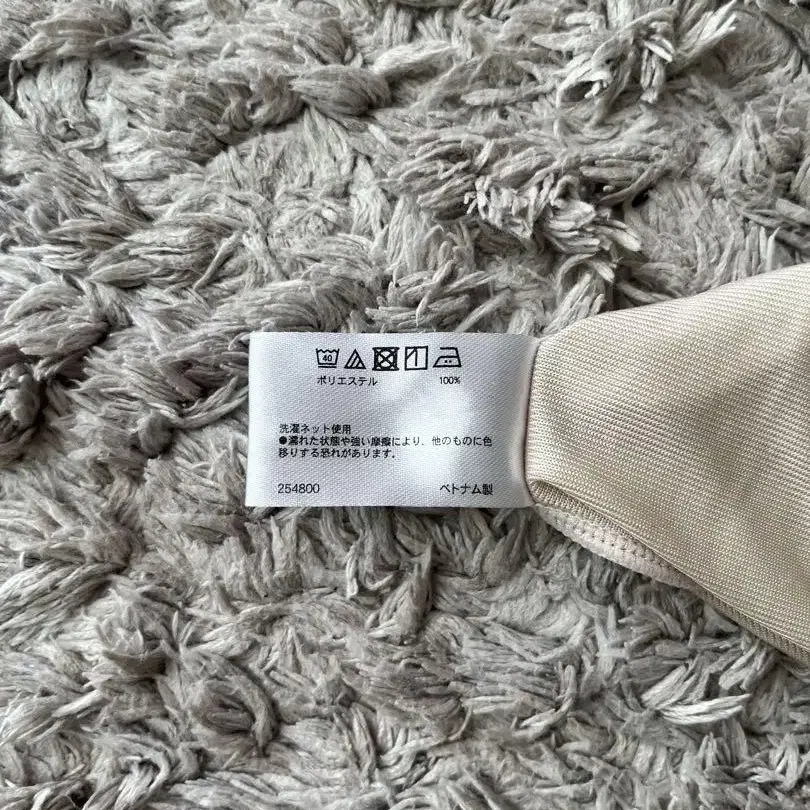 40
ポリエステル 100%
洗濯ネット使用
●濡れた状態や強い摩擦により、他のものに色
移りする恐れがあります。
254800 ベトナム製